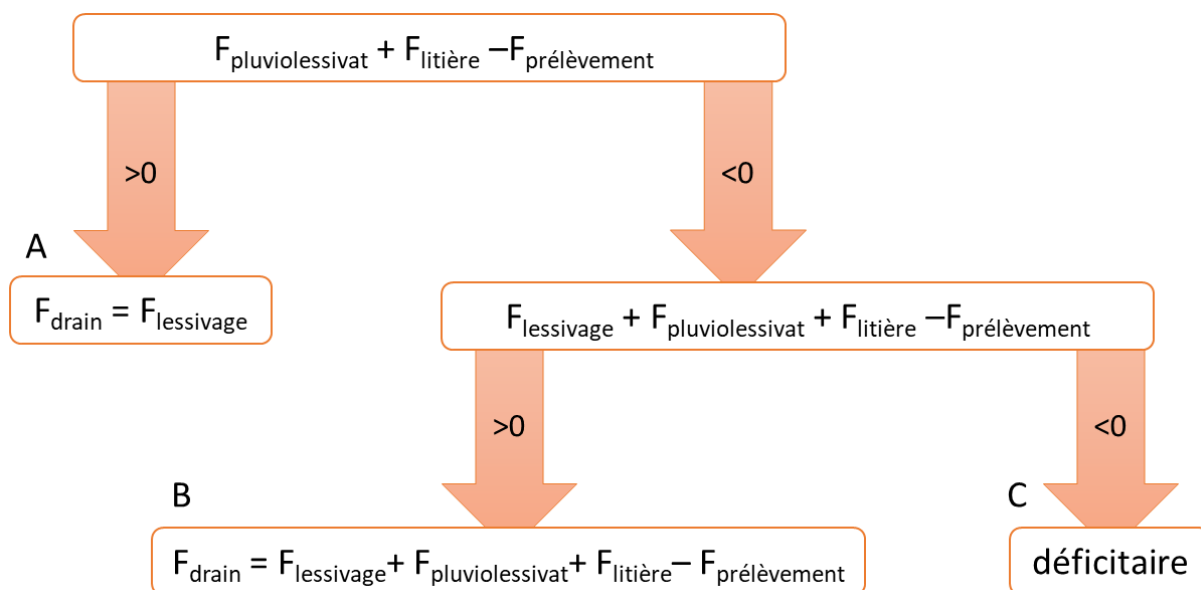 Fpluviolessivat + Flitière –Fprélèvement
>0
<0
A
Fdrain = Flessivage
Flessivage + Fpluviolessivat + Flitière –Fprélèvement
>0
<0
B
C
Fdrain = Flessivage+ Fpluviolessivat+ Flitière– Fprélèvement
déficitaire